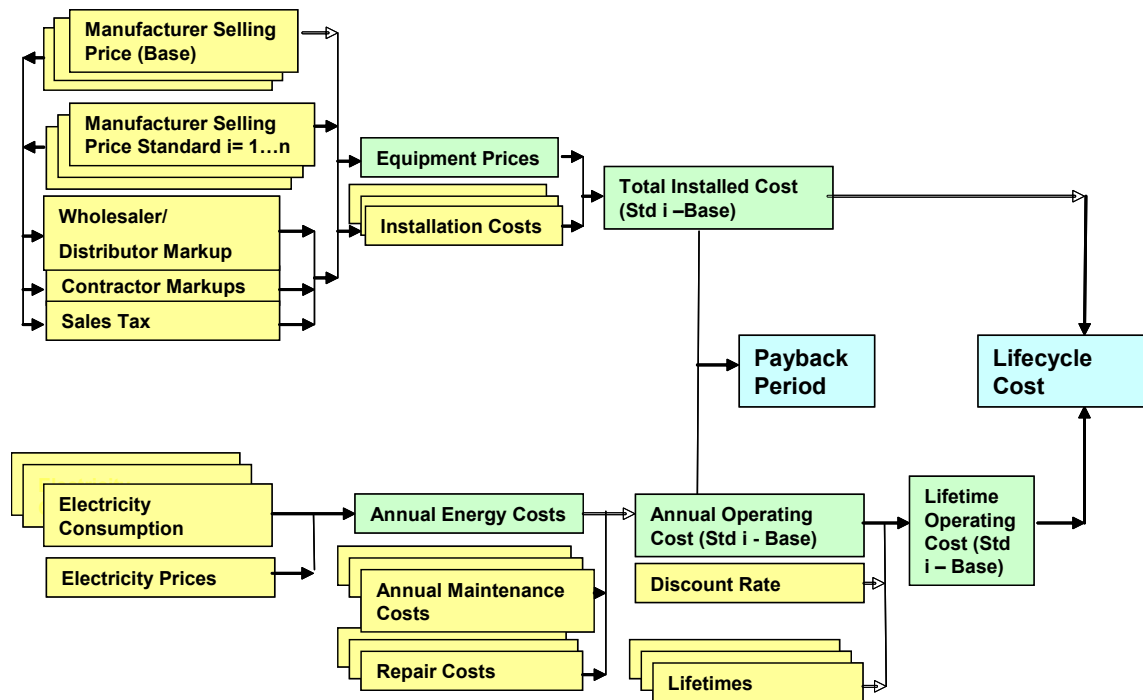 Manufacturer Selling
Price (Base)
Manufacturer Selling
Price Standard i= 1…n
Wholesaler/
Distributor Markup
Contractor Markups
Sales Tax
Equipment Prices
Installation Costs
Total Installed Cost
(Std i –Base)
Payback
Period
Lifecycle
Cost
Electricity
Consumption
Electricity Prices
Annual Energy Costs
Annual Maintenance
Costs
Repair Costs
Annual Operating
Cost (Std i - Base)
Discount Rate
Lifetimes
Lifetime
Operating
Cost (Std
i – Base)